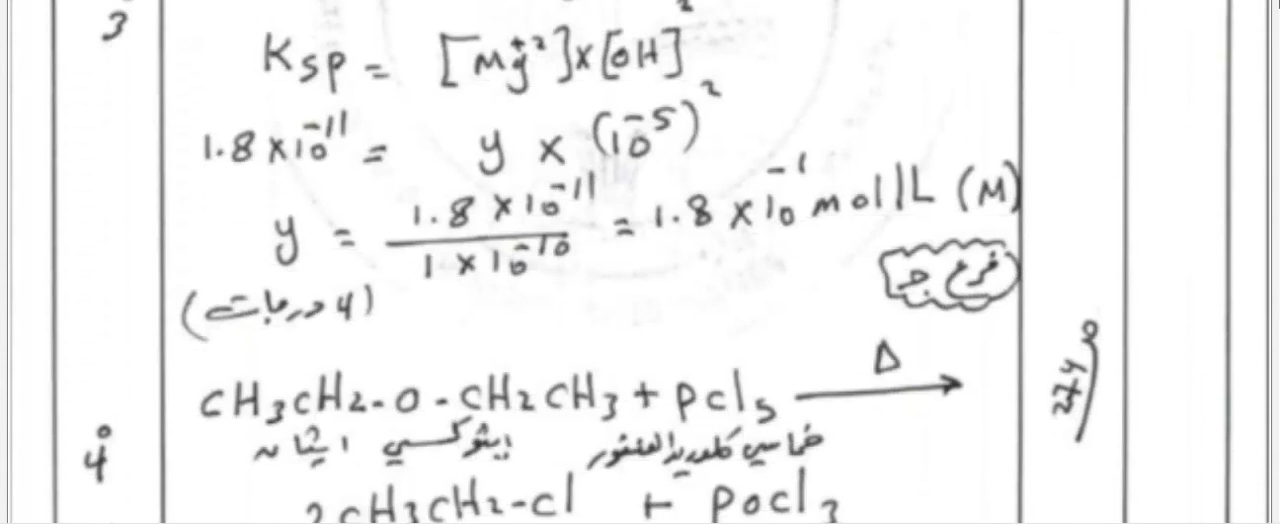 3
Ksp = [Mg⁺²]×[OH]²
1.8 ×10⁻¹¹ = y × (10⁻⁵)²
y = 1.8 ×10⁻¹¹ / 1 × 10⁻¹⁰ = 1.8 ×10⁻¹ mol/L (M)
فرع جـ
(4 درجات)
CH3CH2-O-CH2CH3 + PCl5 Δ →
خماسي كلوريد الفسفور ايثوكسي ايثان
4
2CH3CH2-Cl + POCl3